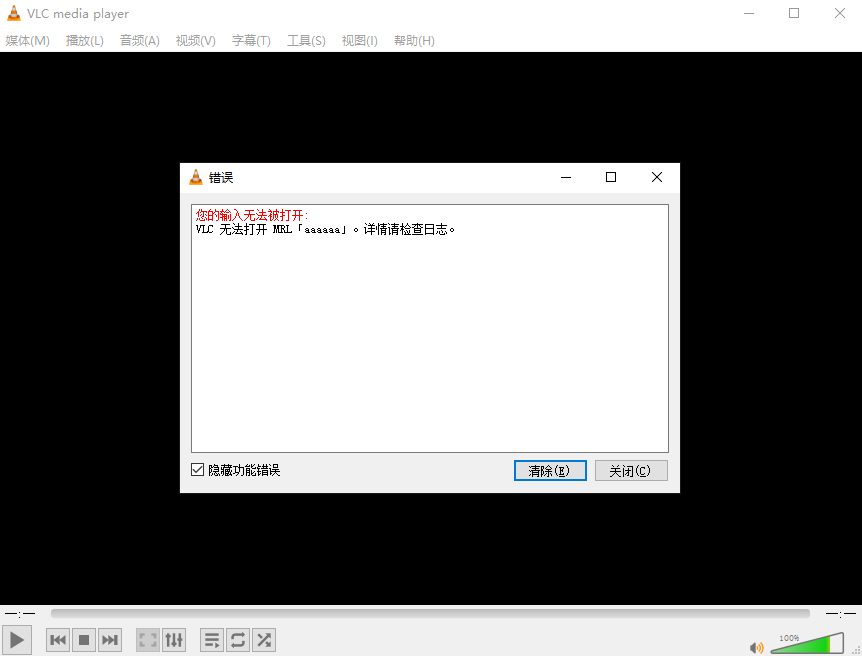 VLC media player
媒体(M) 播放(L) 音频(A) 视频(V) 字幕(T) 工具(S) 视图(I) 帮助(H)
错误
您的输入无法被打开:
VLC 无法打开 MRL「aaaaaa」。详情请检查日志。
隐藏功能错误 清除(E) 关闭(C)
--:-- --:--
100%